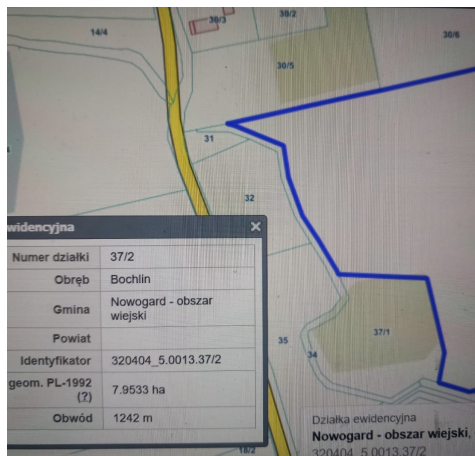 14/4
30/3
30/2
30/6
30/5
31
32
ewidencyjna
Numer działki 37/2
Obręb Bochlin
Gmina Nowogard - obszar
wiejski
Powiat
Identyfikator 320404_5.0013.37/2
geom. PL-1992
(?) 7.9533 ha
Obwód 1242 m
35
34
37/1
18/2
Działka ewidencyjna
Nowogard - obszar wiejski,
320404_5.0013.37/2